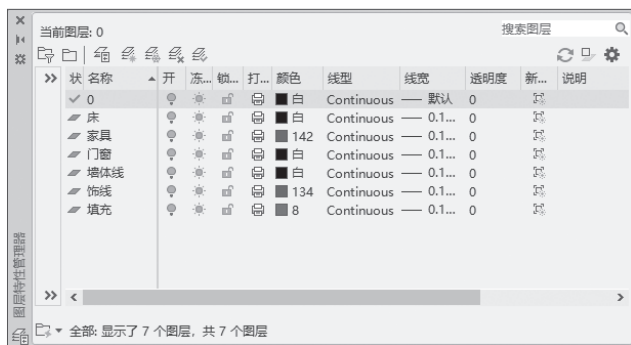 当前图层: 0
搜索图层
状 名称 开 冻... 锁... 打... 颜色 线型 线宽 透明度 新... 说明
0 白 Continuous 默认 0
床 白 Continuous 0.1... 0
家具 142 Continuous 0.1... 0
门窗 白 Continuous 0.1... 0
墙体线 白 Continuous 0.1... 0
饰线 134 Continuous 0.1... 0
填充 8 Continuous 0.1... 0
全部: 显示了 7 个图层，共 7 个图层
图层特性管理器